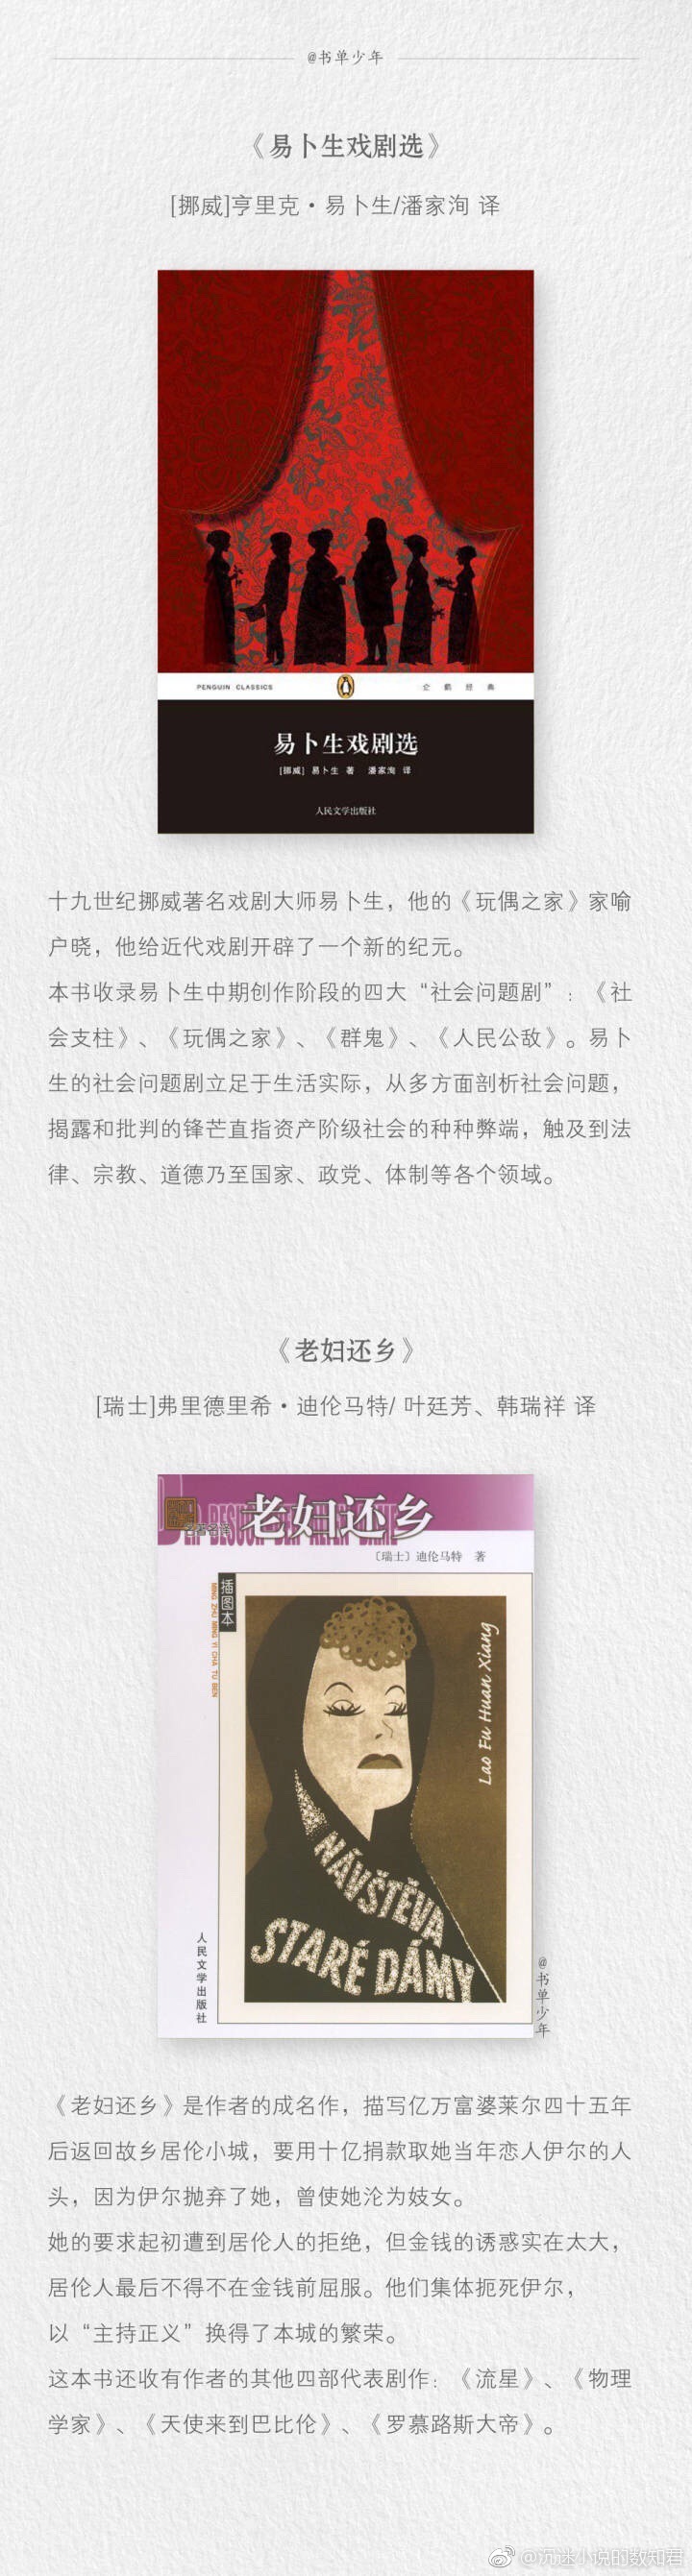 @书单少年
《易卜生戏剧选》
[挪威]亨里克·易卜生/潘家洵 译
PENGUIN CLASSICS
企鹅经典
易卜生戏剧选
[挪威] 易卜生 著 潘家洵 译
人民文学出版社
十九世纪挪威著名戏剧大师易卜生，他的《玩偶之家》家喻
户晓，他给近代戏剧开辟了一个新的纪元。
本书收录易卜生中期创作阶段的四大“社会问题剧”：《社
会支柱》、《玩偶之家》、《群鬼》、《人民公敌》。易卜
生的社会问题剧立足于生活实际，从多方面剖析社会问题，
揭露和批判的锋芒直指资产阶级社会的种种弊端，触及到法
律、宗教、道德乃至国家、政党、体制等各个领域。
《老妇还乡》
[瑞士]弗里德里希·迪伦马特/ 叶廷芳、韩瑞祥 译
名著名译
老妇还乡
〔瑞士〕迪伦马特 著
插图本
MING ZHU MING YI CHA TU BEN
Lao Fu Huan Xiang
NÁVŠTĚVA
STARÉ DÁMY
人民文学出版社
@书单少年
《老妇还乡》是作者的成名作，描写亿万富婆莱尔四十五年
后返回故乡居伦小城，要用十亿捐款取她当年恋人伊尔的人
头，因为伊尔抛弃了她，曾使她沦为妓女。
她的要求起初遭到居伦人的拒绝，但金钱的诱惑实在太大，
居伦人最后不得不在金钱前屈服。他们集体扼死伊尔，
以“主持正义”换得了本城的繁荣。
这本书还收有作者的其他四部代表剧作：《流星》、《物理
学家》、《天使来到巴比伦》、《罗慕路斯大帝》。
@沉迷小说的数知君